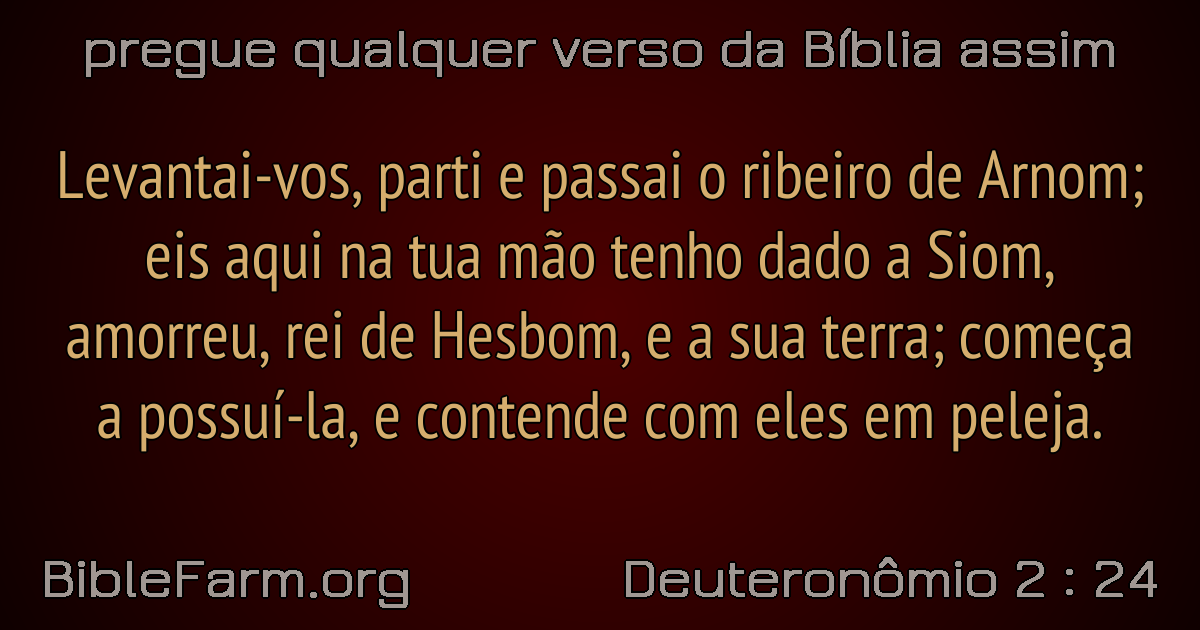 pregue qualquer verso da Bíblia assim
Levantai-vos, parti e passai o ribeiro de Arnom;
eis aqui na tua mão tenho dado a Siom,
amorreu, rei de Hesbom, e a sua terra; começa
a possuí-la, e contende com eles em peleja.
BibleFarm.org
Deuteronômio 2 : 24